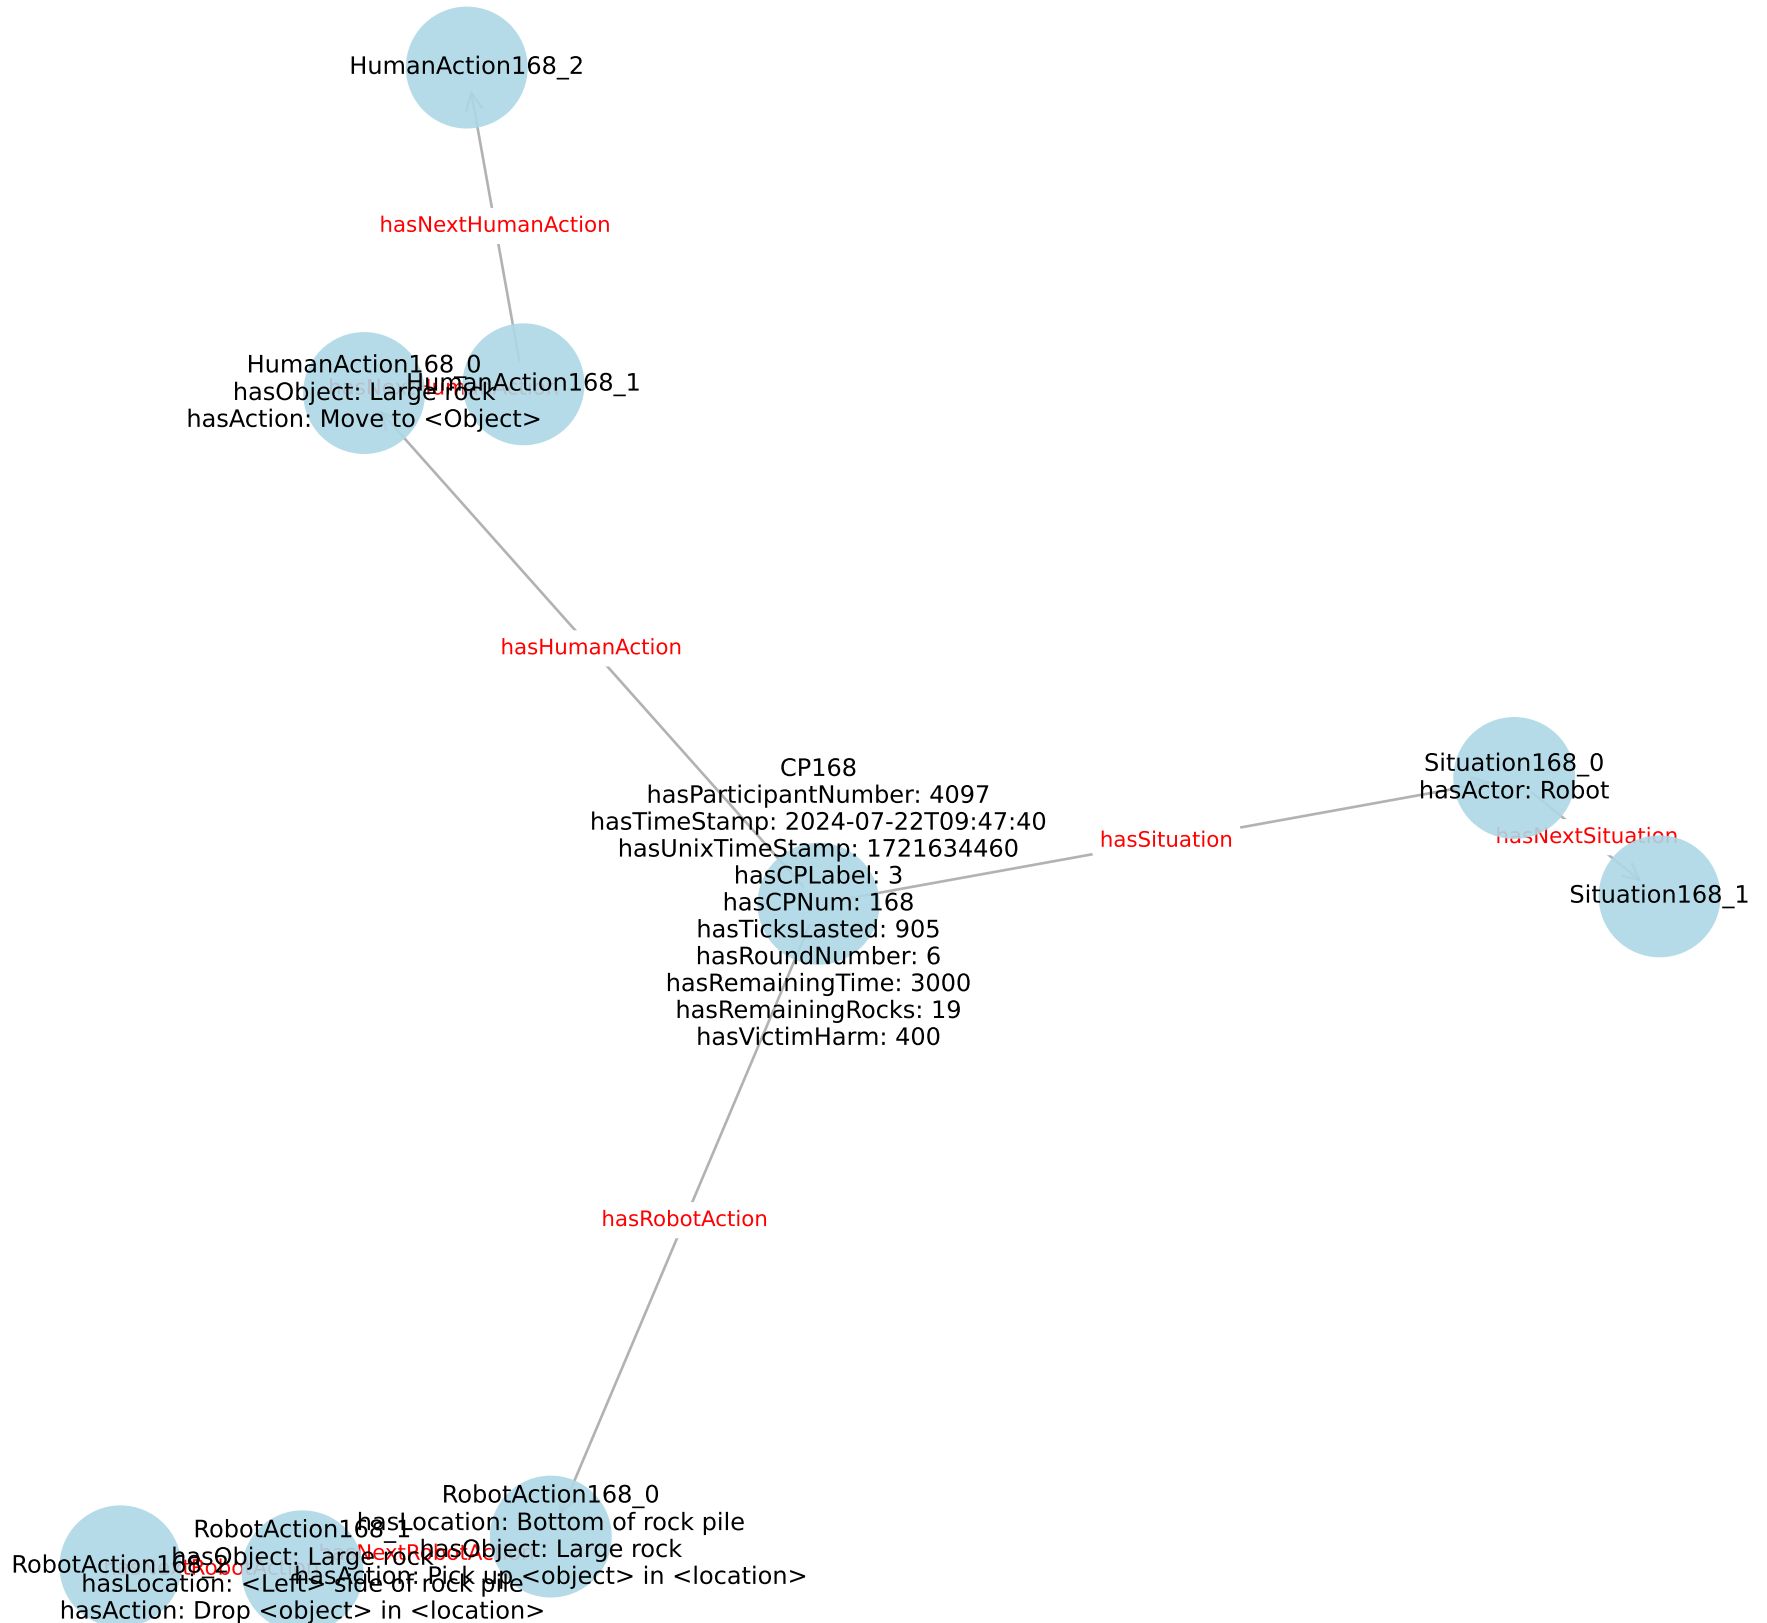 HumanAction168_2
hasNextHumanAction
HumanAction168_0
hasObject: Large rock
hasAction: Move to <Object>
HumanAction168_1
hasHumanAction
CP168
hasParticipantNumber: 4097
hasTimeStamp: 2024-07-22T09:47:40
hasUnixTimeStamp: 1721634460
hasCPLabel: 3
hasCPNum: 168
hasTicksLasted: 905
hasRoundNumber: 6
hasRemainingTime: 3000
hasRemainingRocks: 19
hasVictimHarm: 400
hasSituation
Situation168_0
hasActor: Robot
hasNextSituation
Situation168_1
hasRobotAction
RobotAction168_0
hasLocation: Bottom of rock pile
hasObject: Large rock
hasAction: Pick up <object> in <location>
hasNextRobotAction
RobotAction168_1
hasObject: Large rock
hasLocation: <Left> side of rock pile
hasAction: Drop <object> in <location>
RobotAction168_2